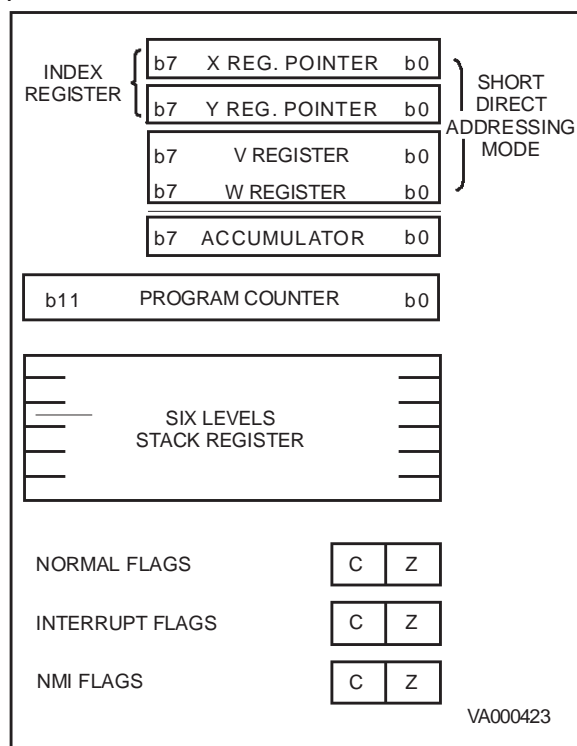 INDEX
REGISTER
b7 X REG. POINTER b0
b7 Y REG. POINTER b0
b7 V REGISTER b0
b7 W REGISTER b0
SHORT
DIRECT
ADDRESSING
MODE
b7 ACCUMULATOR b0
b11 PROGRAM COUNTER b0
SIX LEVELS
STACK REGISTER
NORMAL FLAGS C Z
INTERRUPT FLAGS C Z
NMI FLAGS C Z
VA000423